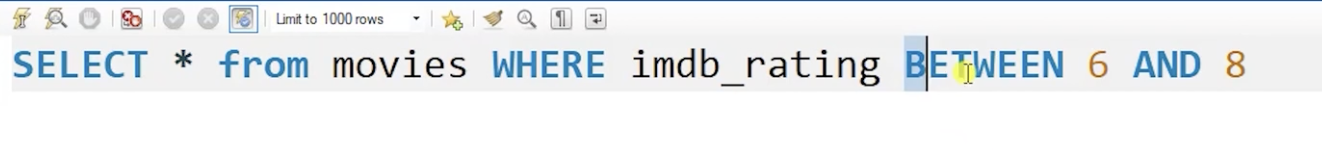 Limit to 1000 rows
SELECT * from movies WHERE imdb_rating BETWEEN 6 AND 8